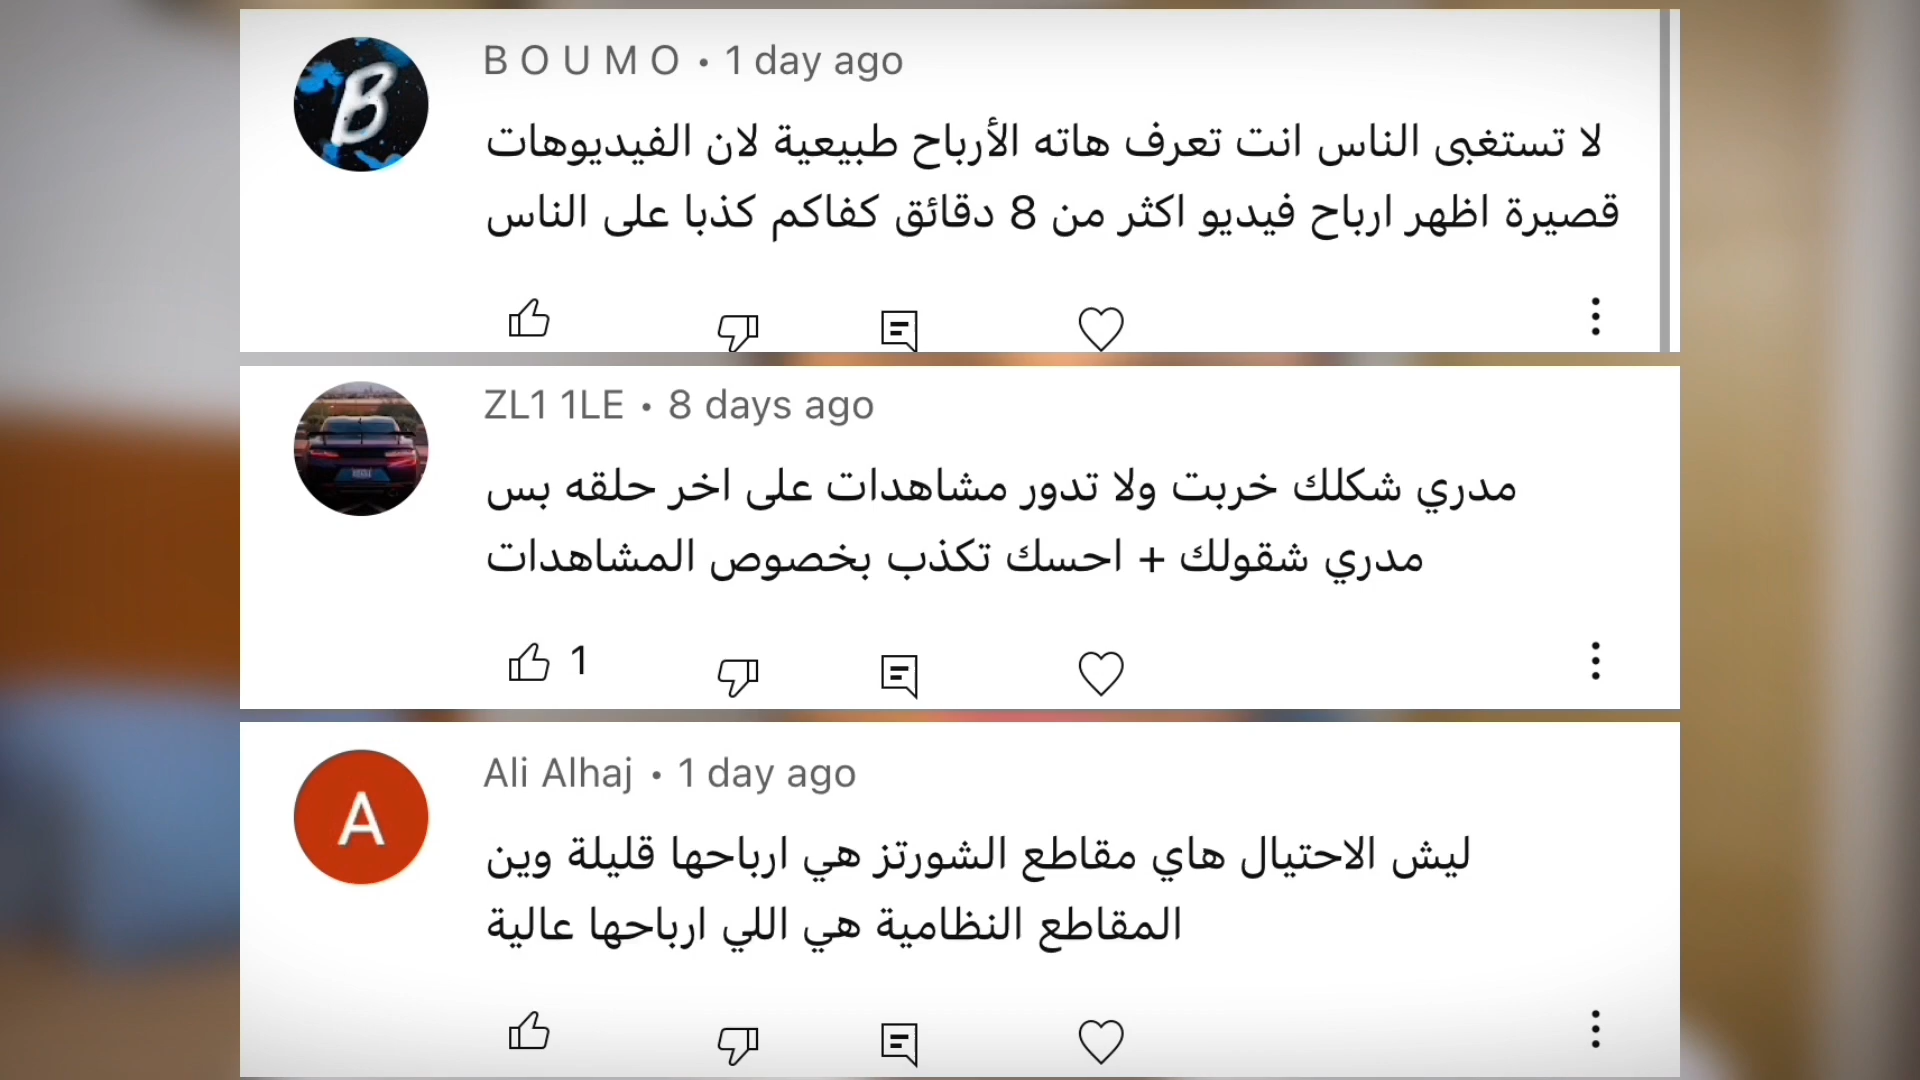 B O U M O • 1 day ago
لا تستغبى الناس انت تعرف هاته الأرباح طبيعية لان الفيديوهات
قصيرة اظهر ارباح فيديو اكثر من 8 دقائق كفاكم كذبا على الناس
ZL1 1LE • 8 days ago
مدري شكلك خربت ولا تدور مشاهدات على اخر حلقه بس
مدري شقولك + احسك تكذب بخصوص المشاهدات
1
Ali Alhaj • 1 day ago
ليش الاحتيال هاي مقاطع الشورتز هي ارباحها قليلة وين
المقاطع النظامية هي اللي ارباحها عالية